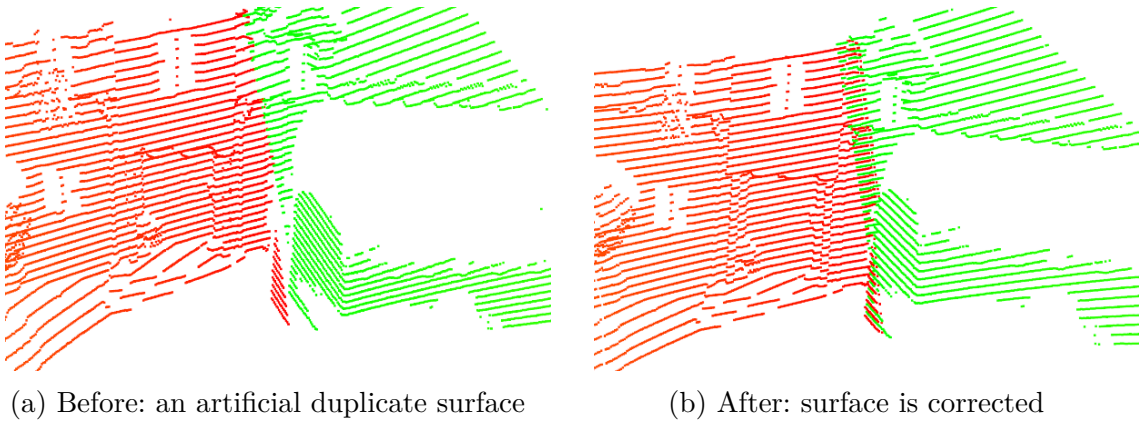 (a) Before: an artificial duplicate surface
(b) After: surface is corrected